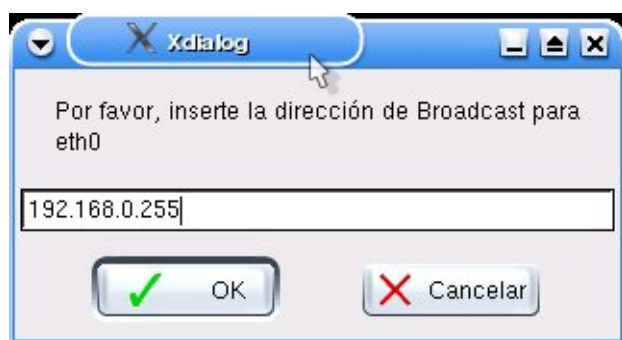 Xdialog
Por favor, inserte la dirección de Broadcast para
eth0
192.168.0.255
OK
Cancelar